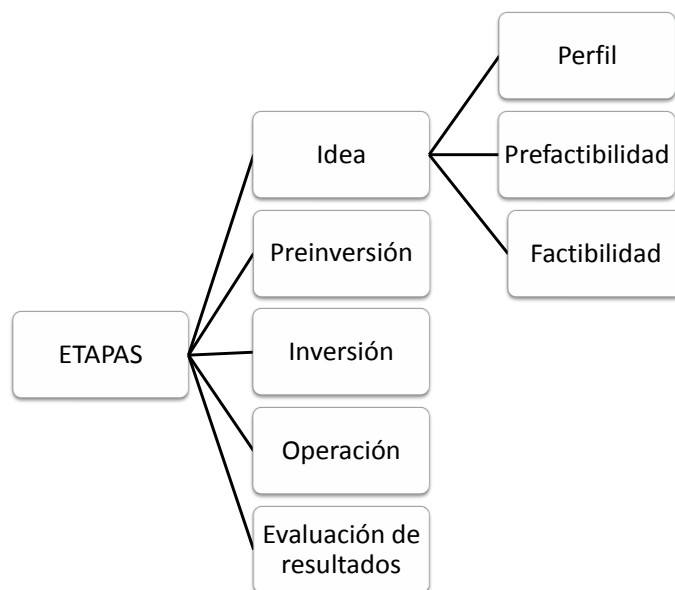 ETAPAS
Idea
Perfil
Prefactibilidad
Factibilidad
Preinversión
Inversión
Operación
Evaluación de
resultados